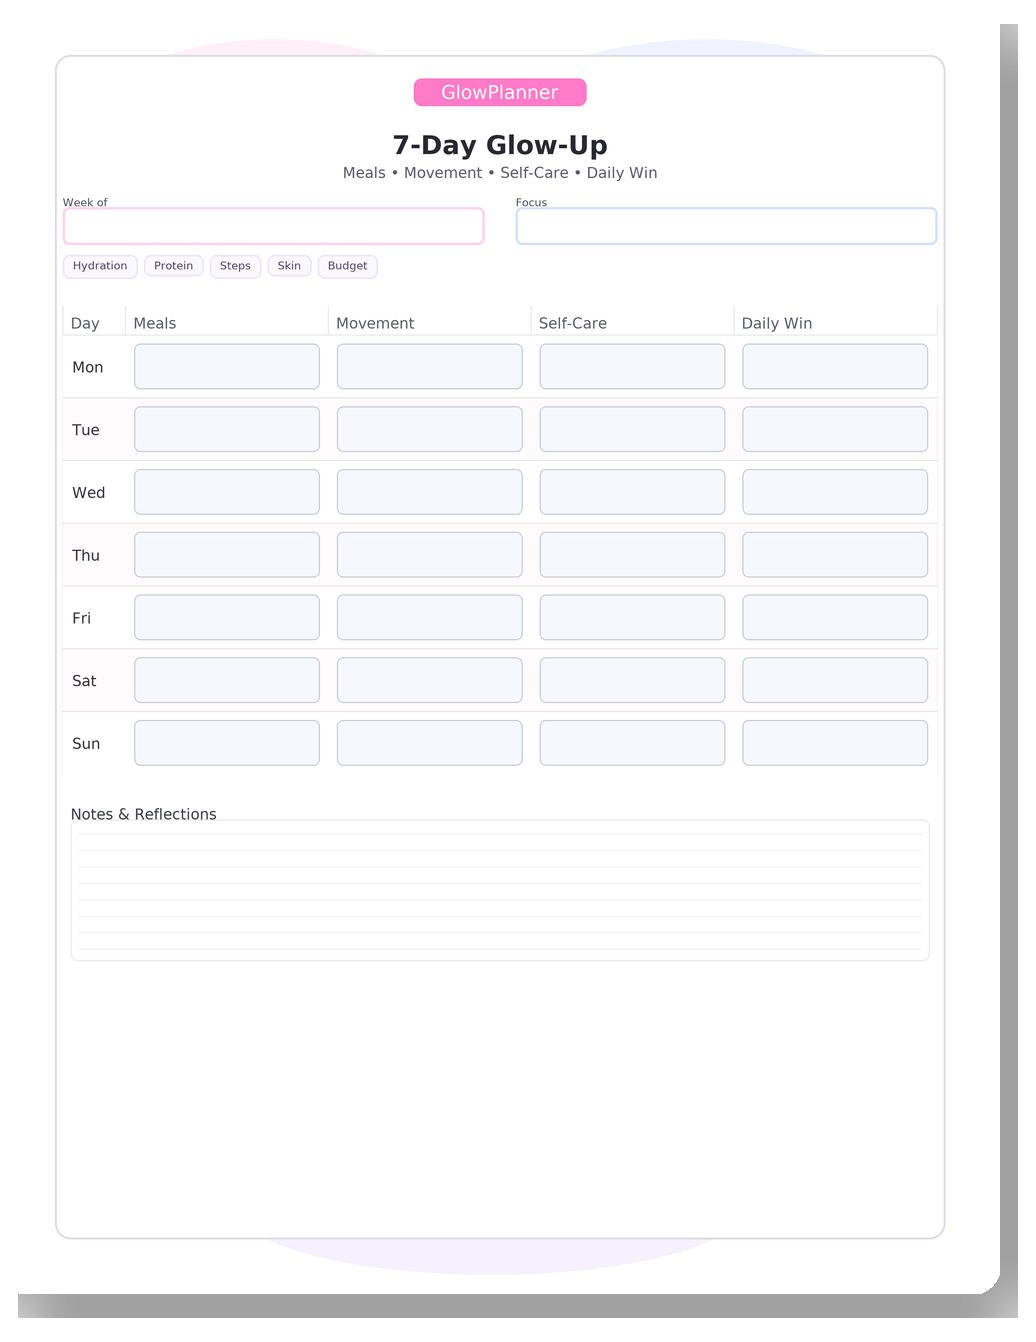 GlowPlanner
7-Day Glow-Up
Meals • Movement • Self-Care • Daily Win
Week of
Focus
Hydration Protein Steps Skin Budget
Day Meals Movement Self-Care Daily Win
Mon
Tue
Wed
Thu
Fri
Sat
Sun
Notes & Reflections